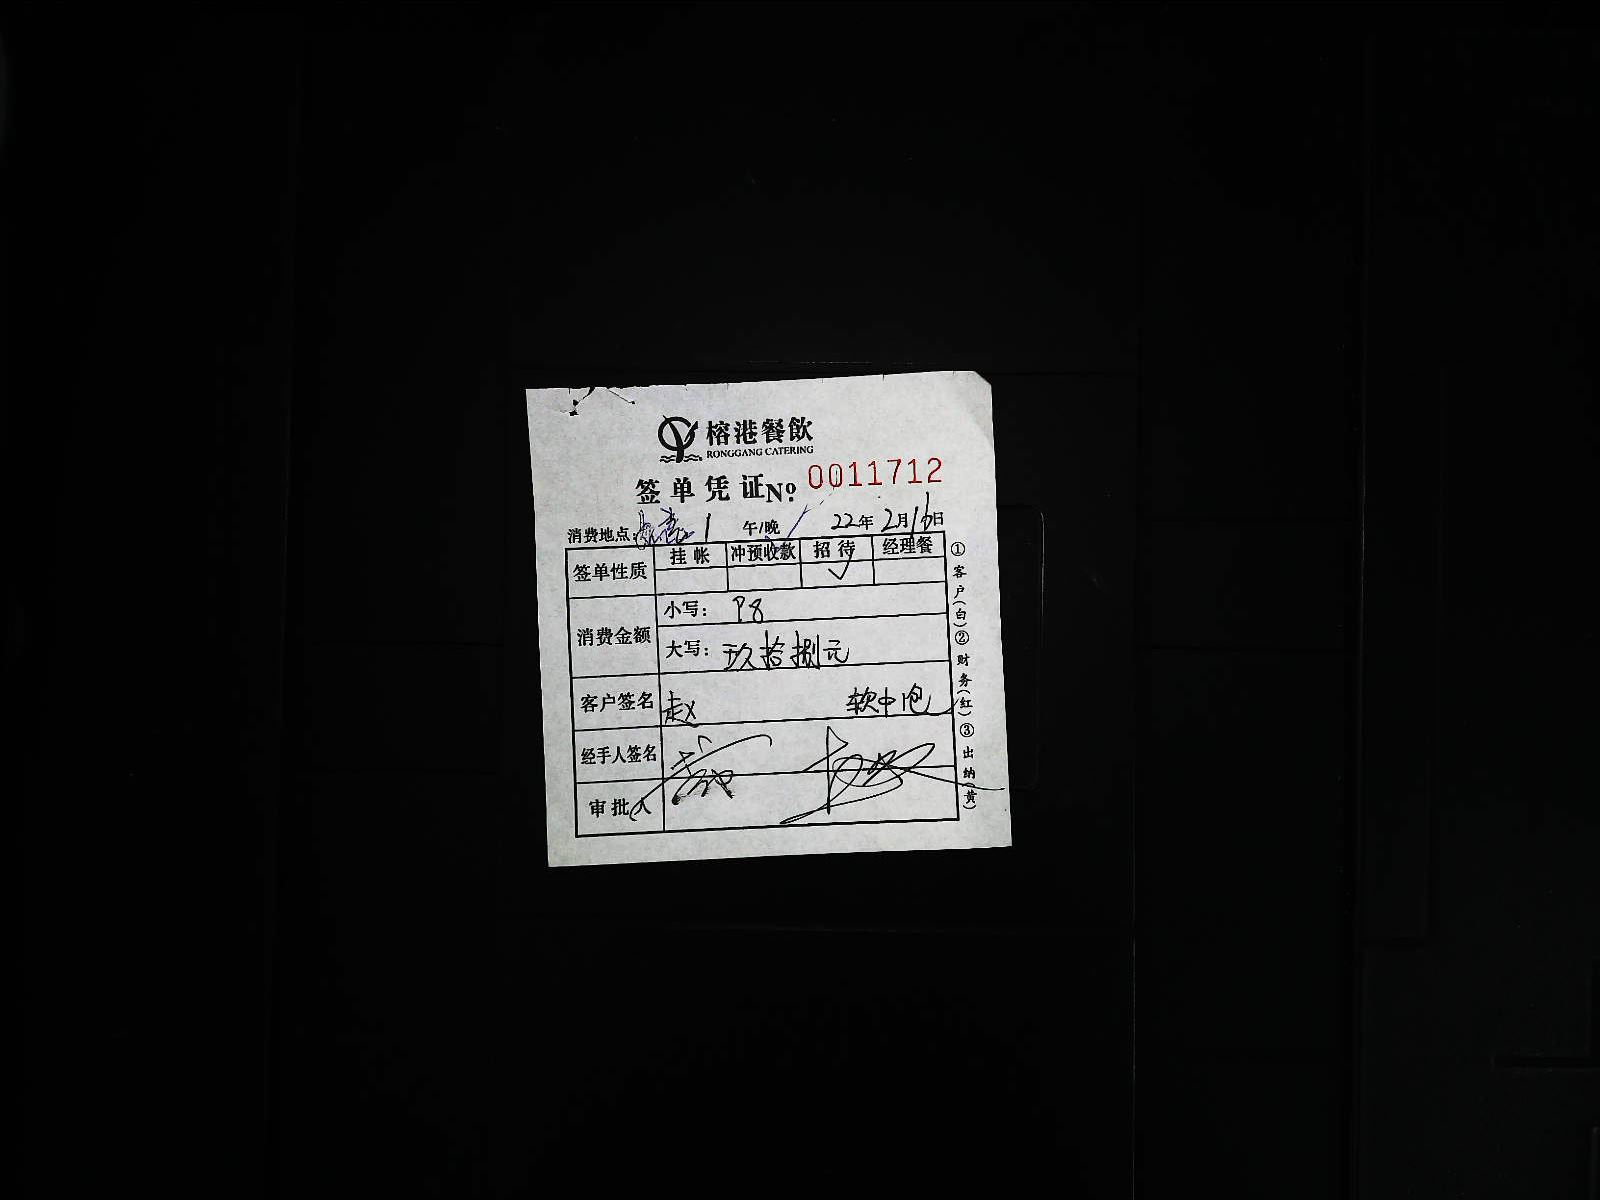 榕港餐飲
RONGGANG CATERING
签单凭证No 0011712
消费地点: 1 午/晚 22年2月16日
签单性质 挂帐 冲预收款 招待 经理餐
✓
消费金额 小写: 98
大写: 玖拾捌元
客户签名 赵 软中包
经手人签名
审批人
①客户(白)②财务(红)③出纳(黄)